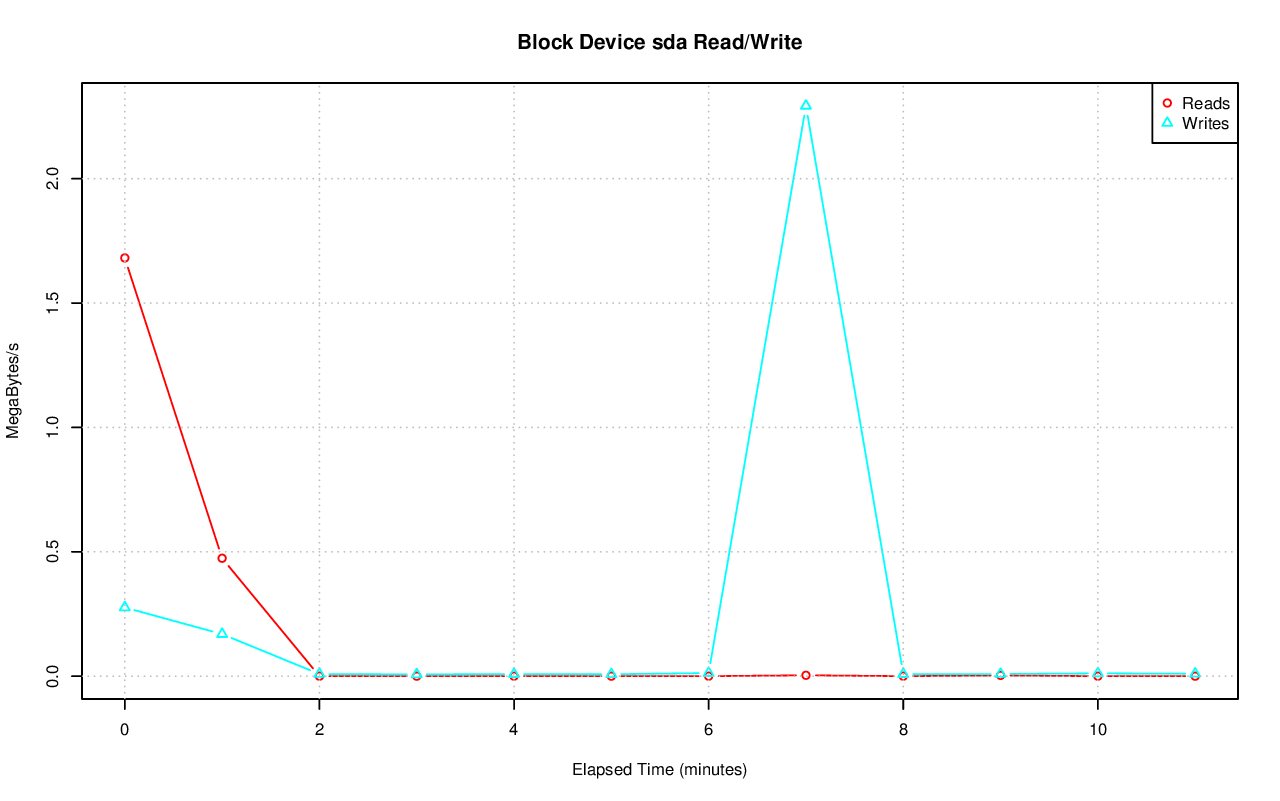 Block Device sda Read/Write
Reads
Writes
MegaBytes/s
2.0
1.5
1.0
0.5
0.0
0 2 4 6 8 10
Elapsed Time (minutes)